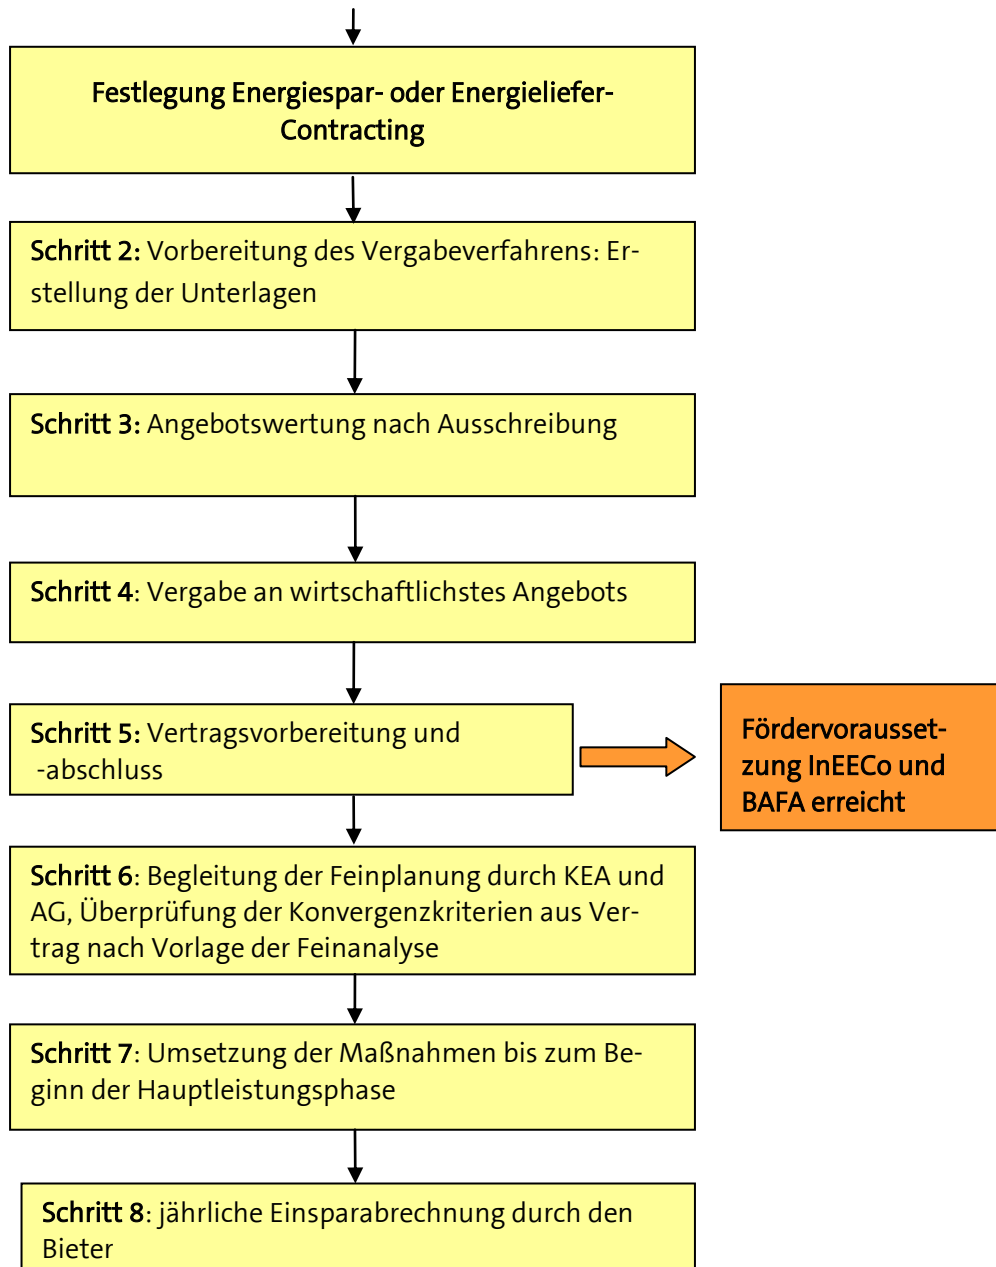 Festlegung Energiespar- oder Energieliefer-
Contracting
Schritt 2: Vorbereitung des Vergabeverfahrens: Er-
stellung der Unterlagen
Schritt 3: Angebotswertung nach Ausschreibung
Schritt 4: Vergabe an wirtschaftlichstes Angebots
Schritt 5: Vertragsvorbereitung und
-abschluss
Fördervorausset-
zung InEECo und
BAFA erreicht
Schritt 6: Begleitung der Feinplanung durch KEA und
AG, Überprüfung der Konvergenzkriterien aus Ver-
trag nach Vorlage der Feinanalyse
Schritt 7: Umsetzung der Maßnahmen bis zum Be-
ginn der Hauptleistungsphase
Schritt 8: jährliche Einsparabrechnung durch den
Bieter